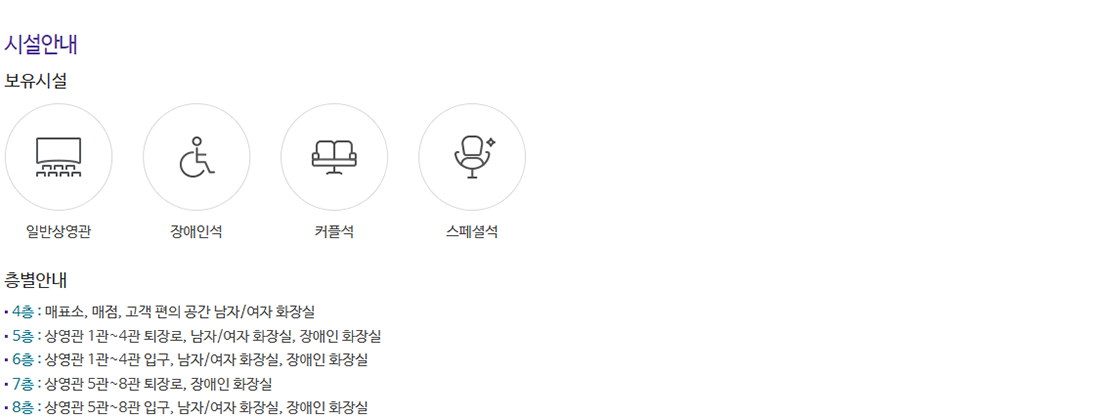 시설안내
보유시설
일반상영관 장애인석 커플석 스페셜석
층별안내
• 4층 : 매표소, 매점, 고객 편의 공간 남자/여자 화장실
• 5층 : 상영관 1관~4관 퇴장로, 남자/여자 화장실, 장애인 화장실
• 6층 : 상영관 1관~4관 입구, 남자/여자 화장실, 장애인 화장실
• 7층 : 상영관 5관~8관 퇴장로, 장애인 화장실
• 8층 : 상영관 5관~8관 입구, 남자/여자 화장실, 장애인 화장실